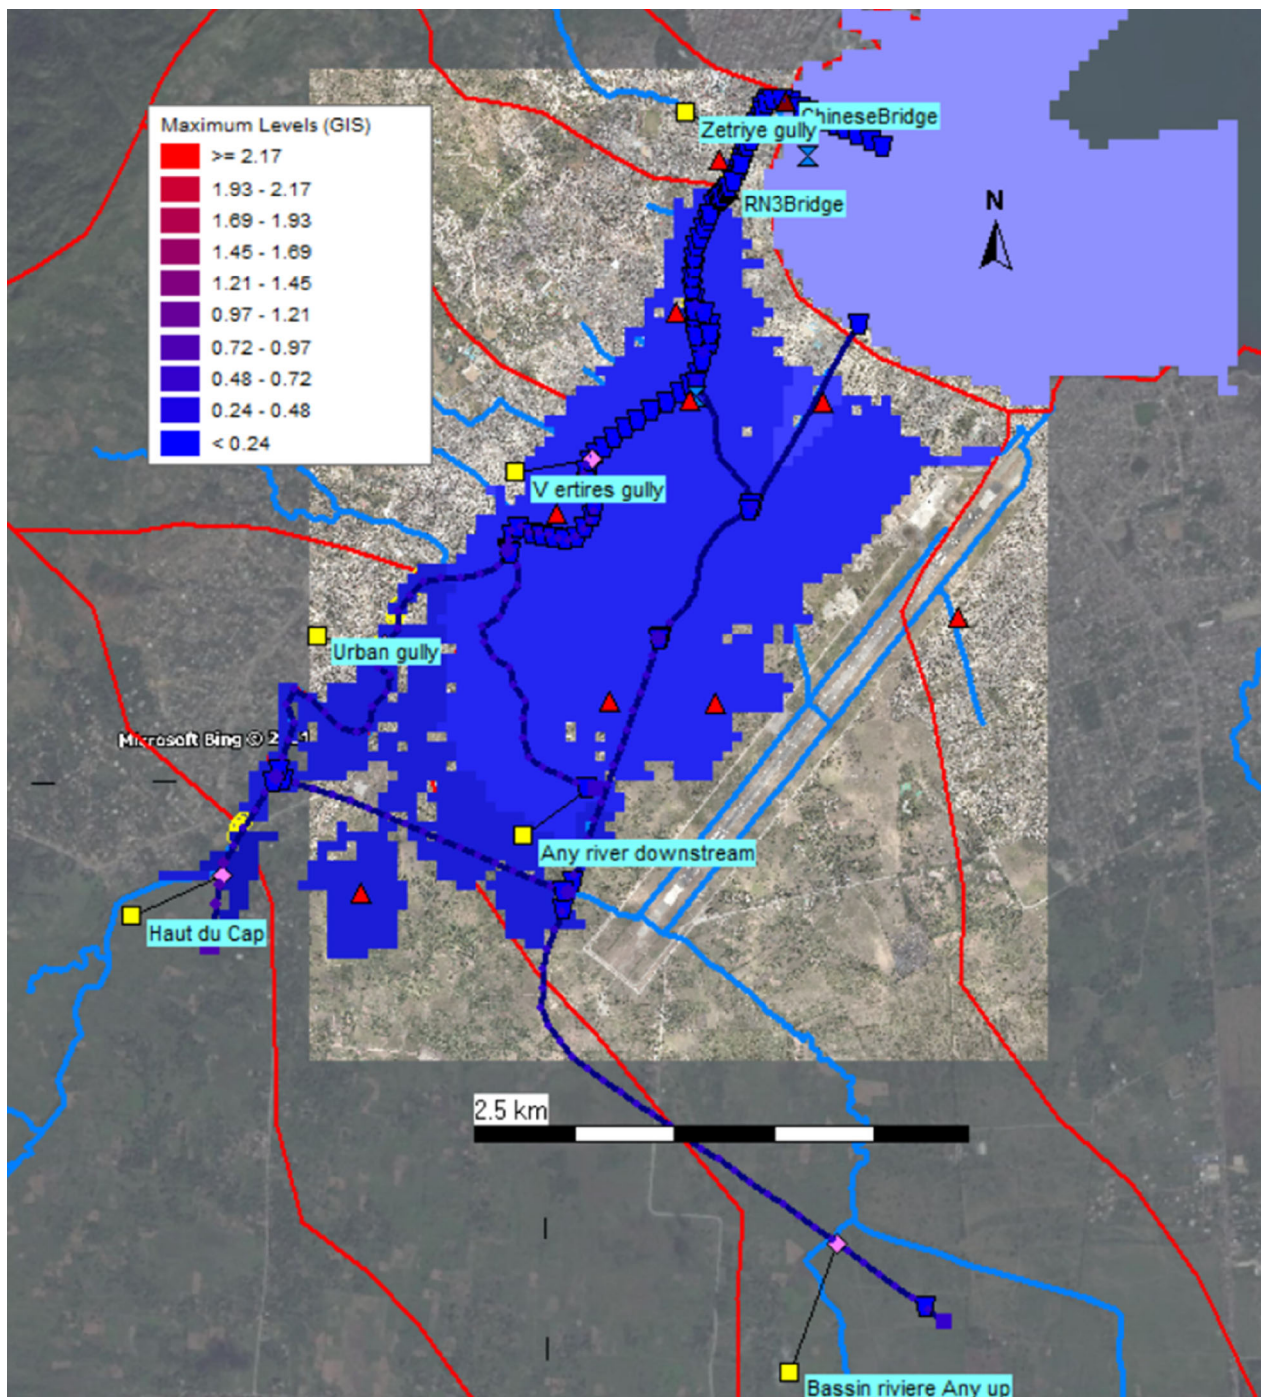 Maximum Levels (GIS)
>= 2.17
1.93 - 2.17
1.69 - 1.93
1.45 - 1.69
1.21 - 1.45
0.97 - 1.21
0.72 - 0.97
0.48 - 0.72
0.24 - 0.48
< 0.24
ChineseBridge
Zetriye gully
RN3Bridge
N
V ertires gully
Urban gully
Microsoft Bing ©
Any river downstream
Haut du Cap
2.5 km
Bassin riviere Any up